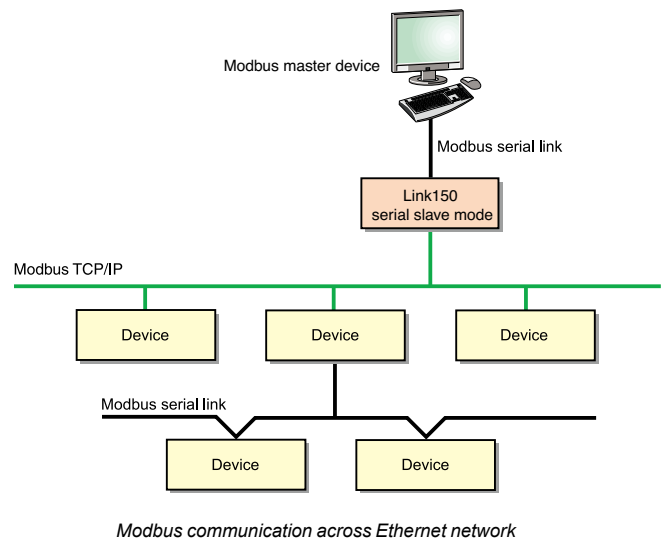 Modbus master device
Modbus serial link
Link150
serial slave mode
Modbus TCP/IP
Device
Device
Device
Modbus serial link
Device
Device
Modbus communication across Ethernet network